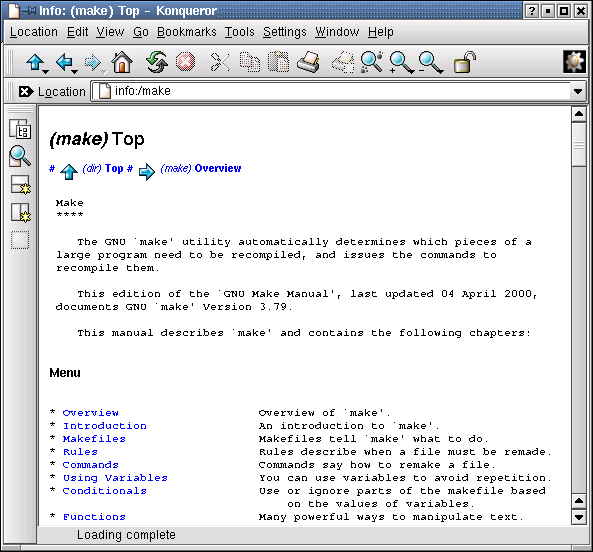 Info: (make) Top - Konqueror
Location Edit View Go Bookmarks Tools Settings Window Help
Location info:/make
(make) Top
# (dir) Top # (make) Overview
Make
****
The GNU `make' utility automatically determines which pieces of a
large program need to be recompiled, and issues the commands to
recompile them.
This edition of the `GNU Make Manual', last updated 04 April 2000,
documents GNU `make' Version 3.79.
This manual describes `make' and contains the following chapters:
Menu
* Overview Overview of `make'.
* Introduction An introduction to `make'.
* Makefiles Makefiles tell `make' what to do.
* Rules Rules describe when a file must be remade.
* Commands Commands say how to remake a file.
* Using Variables You can use variables to avoid repetition.
* Conditionals Use or ignore parts of the makefile based
on the values of variables.
* Functions Many powerful ways to manipulate text.
Loading complete